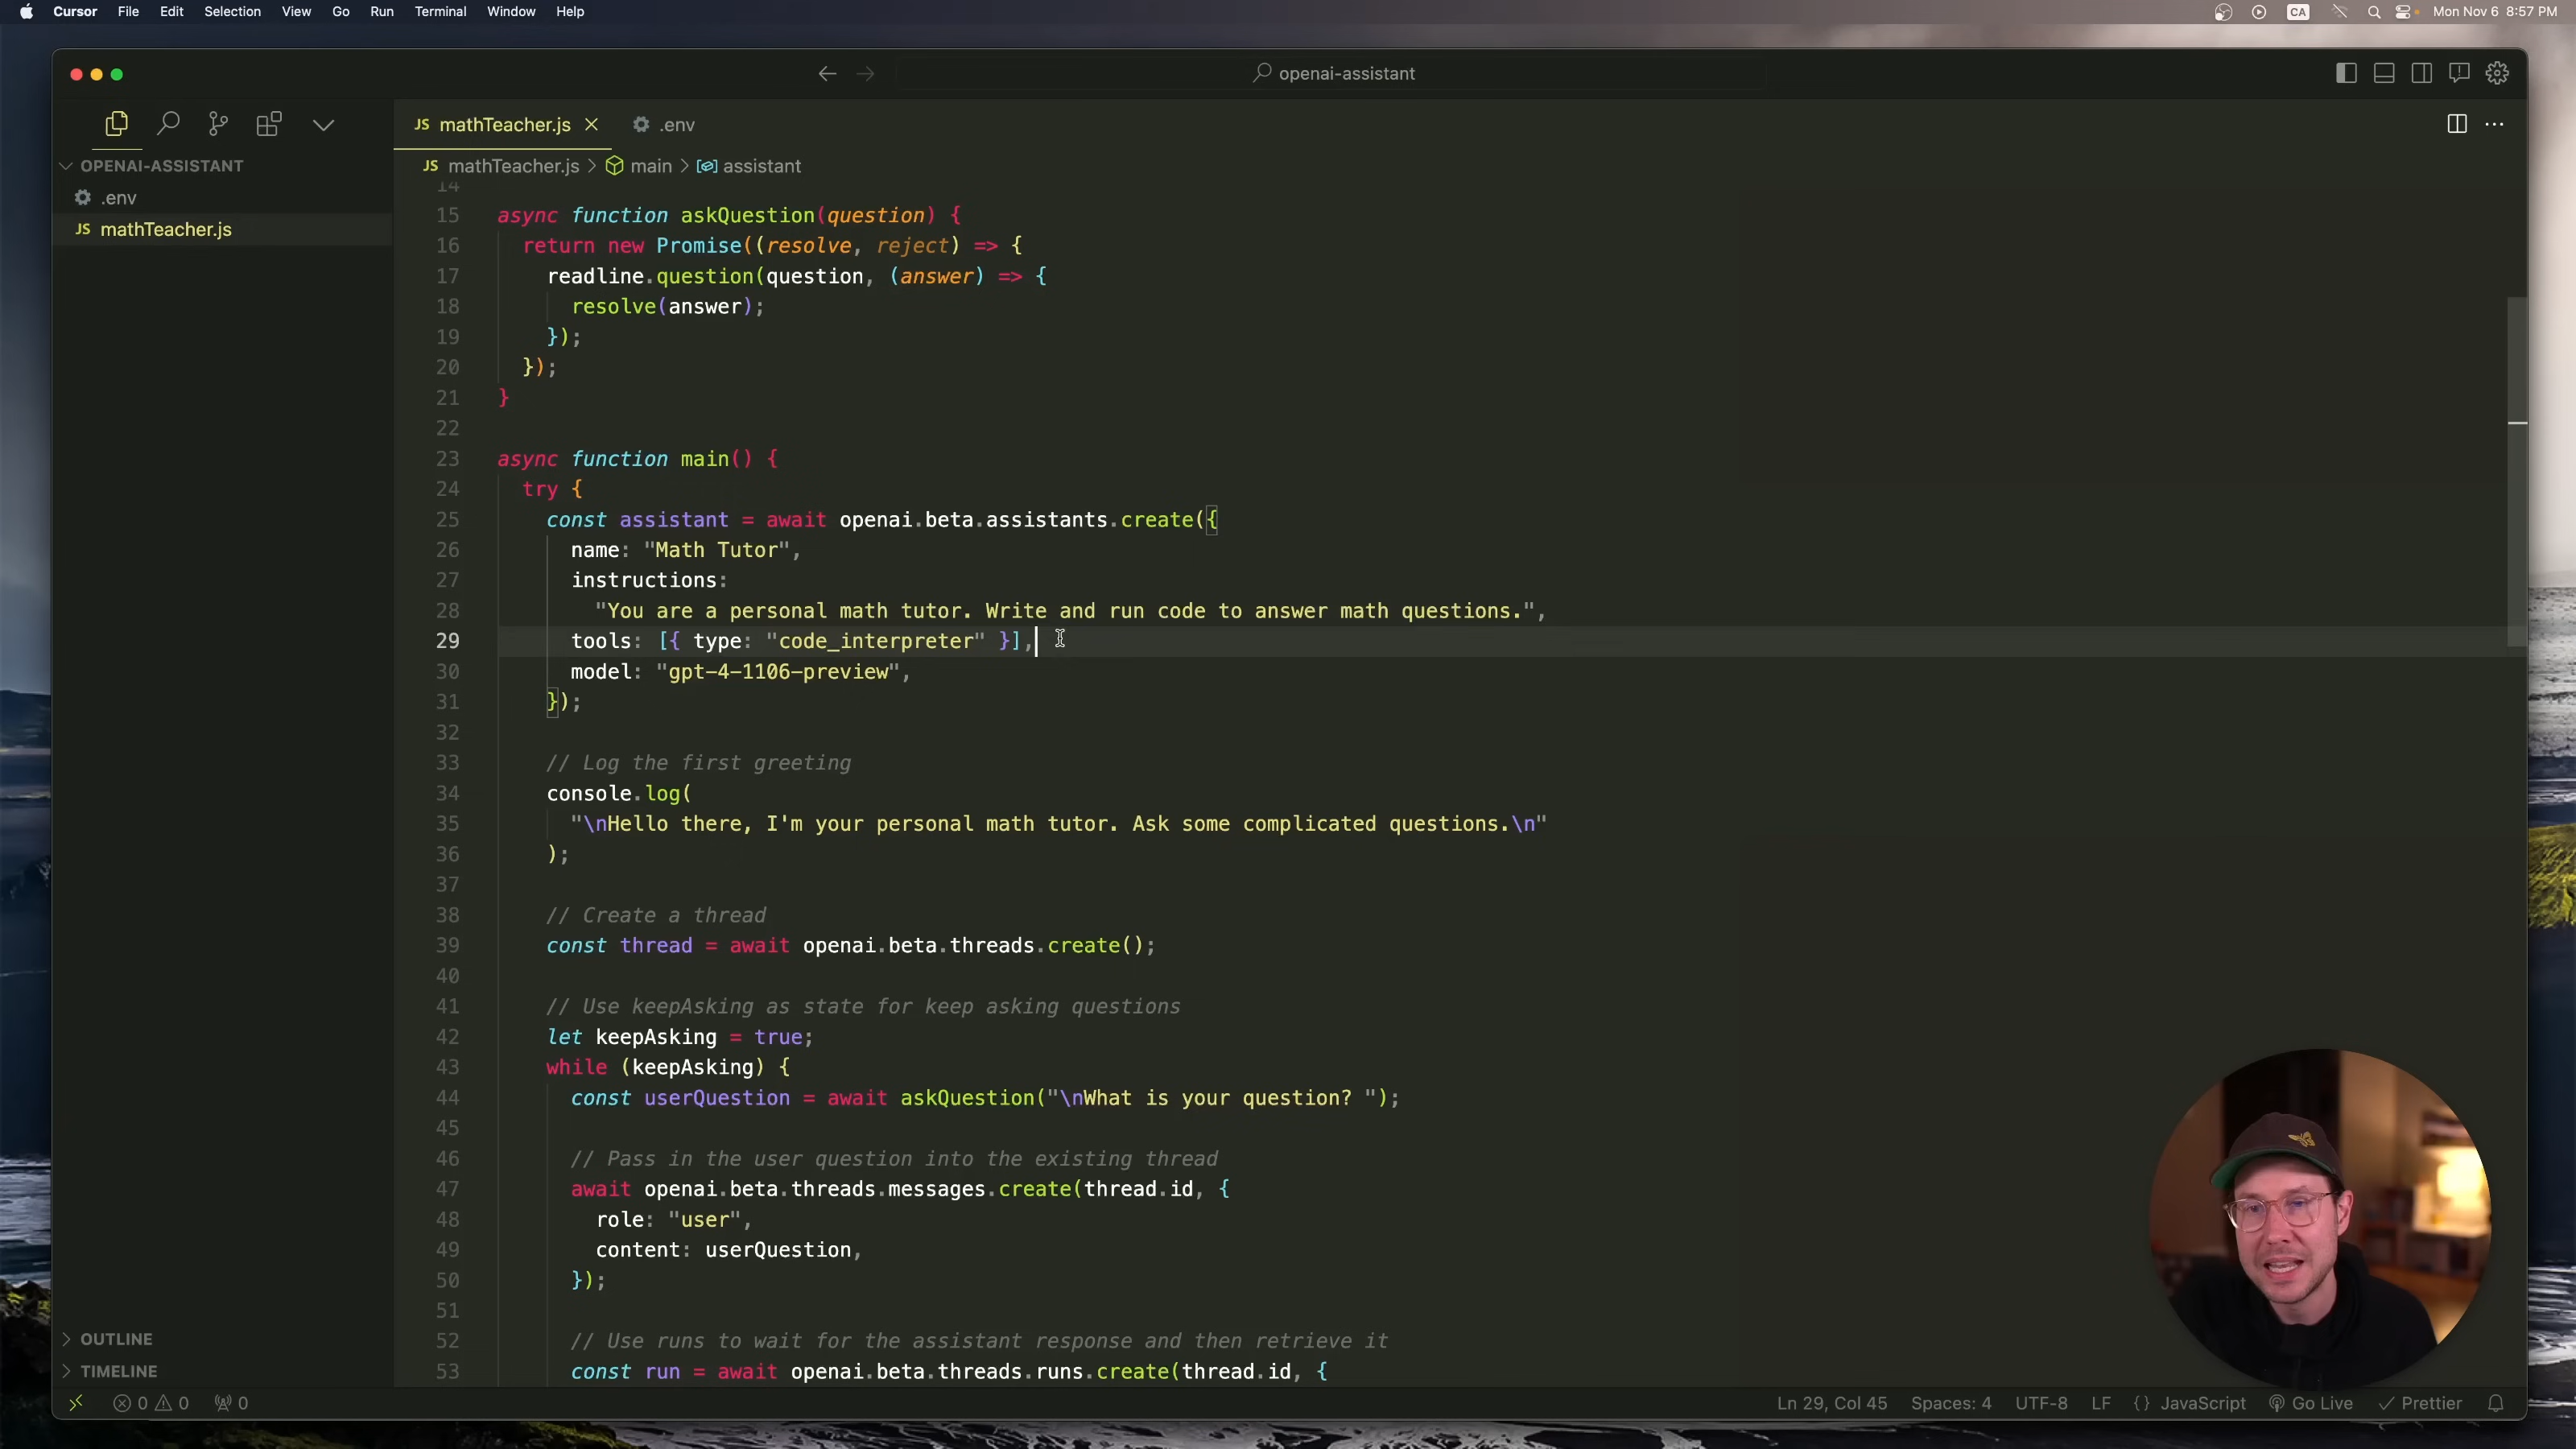 Cursor File Edit Selection View Go Run Terminal Window Help CA Mon Nov 6 8:57 PM
openai-assistant
JS mathTeacher.js .env
OPENAI-ASSISTANT
.env
JS mathTeacher.js
JS mathTeacher.js > main > assistant
14
15 async function askQuestion(question) {
16 return new Promise((resolve, reject) => {
17 readline.question(question, (answer) => {
18 resolve(answer);
19 });
20 });
21 }
22
23 async function main() {
24 try {
25 const assistant = await openai.beta.assistants.create({
26 name: "Math Tutor",
27 instructions:
28 "You are a personal math tutor. Write and run code to answer math questions.",
29 tools: [{ type: "code_interpreter" }],
30 model: "gpt-4-1106-preview",
31 });
32
33 // Log the first greeting
34 console.log(
35 "\nHello there, I'm your personal math tutor. Ask some complicated questions.\n"
36 );
37
38 // Create a thread
39 const thread = await openai.beta.threads.create();
40
41 // Use keepAsking as state for keep asking questions
42 let keepAsking = true;
43 while (keepAsking) {
44 const userQuestion = await askQuestion("\nWhat is your question? ");
45
46 // Pass in the user question into the existing thread
47 await openai.beta.threads.messages.create(thread.id, {
48 role: "user",
49 content: userQuestion,
50 });
51
52 // Use runs to wait for the assistant response and then retrieve it
53 const run = await openai.beta.threads.runs.create(thread.id, {
OUTLINE
TIMELINE
0 0 0 Ln 29, Col 45 Spaces: 4 UTF-8 LF {} JavaScript Go Live Prettier